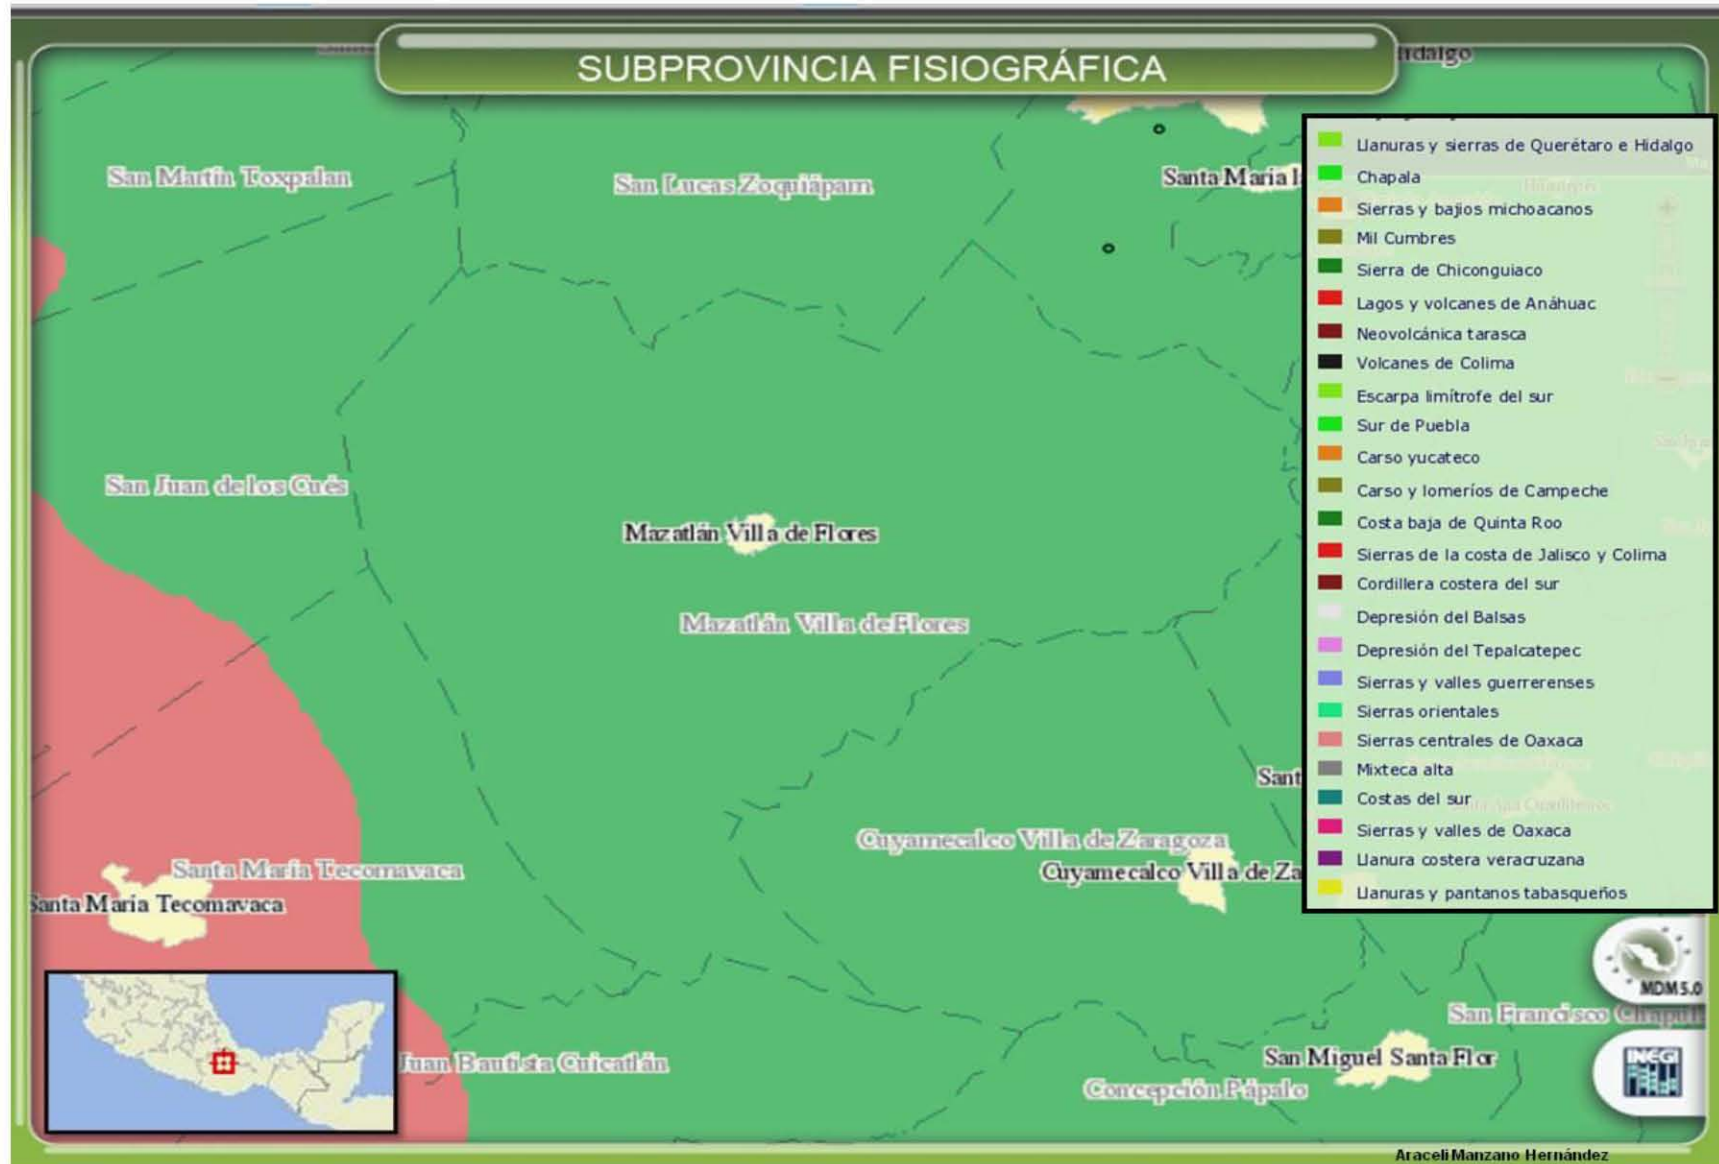 SUBPROVINCIA FISIOGRÁFICA
San Martín Toxpalan
San Lucas Zoquiápam
Santa María
Llanuras y sierras de Querétaro e Hidalgo
Chapala
Sierras y bajios michoacanos
Mil Cumbres
Sierra de Chiconguiaco
Lagos y volcanes de Anáhuac
Neovolcánica tarasca
Volcanes de Colima
Escarpa limítrofe del sur
Sur de Puebla
Carso yucateco
Carso y lomeríos de Campeche
Costa baja de Quinta Roo
Sierras de la costa de Jalisco y Colima
Cordillera costera del sur
Depresión del Balsas
Depresión del Tepalcatepec
Sierras y valles guerrerenses
Sierras orientales
Sierras centrales de Oaxaca
Mixteca alta
Costas del sur
Sierras y valles de Oaxaca
Llanura costera veracruzana
Llanuras y pantanos tabasqueños
San Juan de los Cués
Mazatlán Villa de Flores
Mazatlán Villa de Flores
Sant
Cuyamecalco Villa de Zaragoza
Cuyamecalco Villa de Za
Santa María Tecomavaca
Santa María Tecomavaca
MDM 5.0
San Francisco
Juan Bautista Cuicatlán
San Miguel Santa Flor
Concepción Pápalo
INEGI
Araceli Manzano Hernández